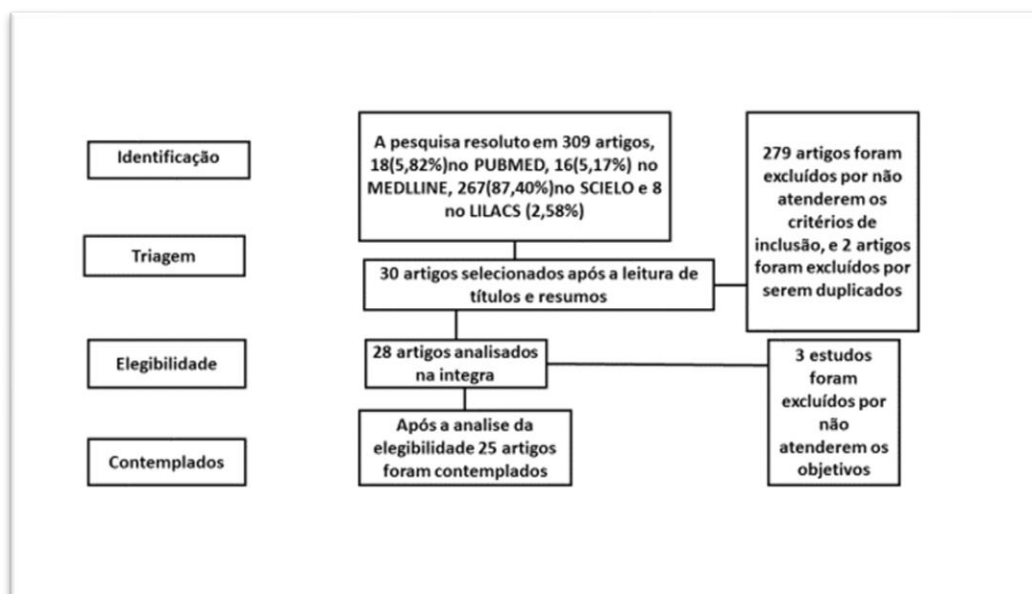 Identificação
A pesquisa resoluto em 309 artigos,
18(5,82%)no PUBMED, 16(5,17%) no
MEDLLINE, 267(87,40%)no SCIELO e 8
no LILACS (2,58%)
279 artigos foram
excluídos por não
atenderem os
critérios de
inclusão, e 2 artigos
foram excluídos por
serem duplicados
Triagem
30 artigos selecionados após a leitura de
títulos e resumos
Elegibilidade
28 artigos analisados
na integra
3 estudos
foram
excluídos por
não
atenderem os
objetivos
Contemplados
Após a analise da
elegibilidade 25 artigos
foram contemplados